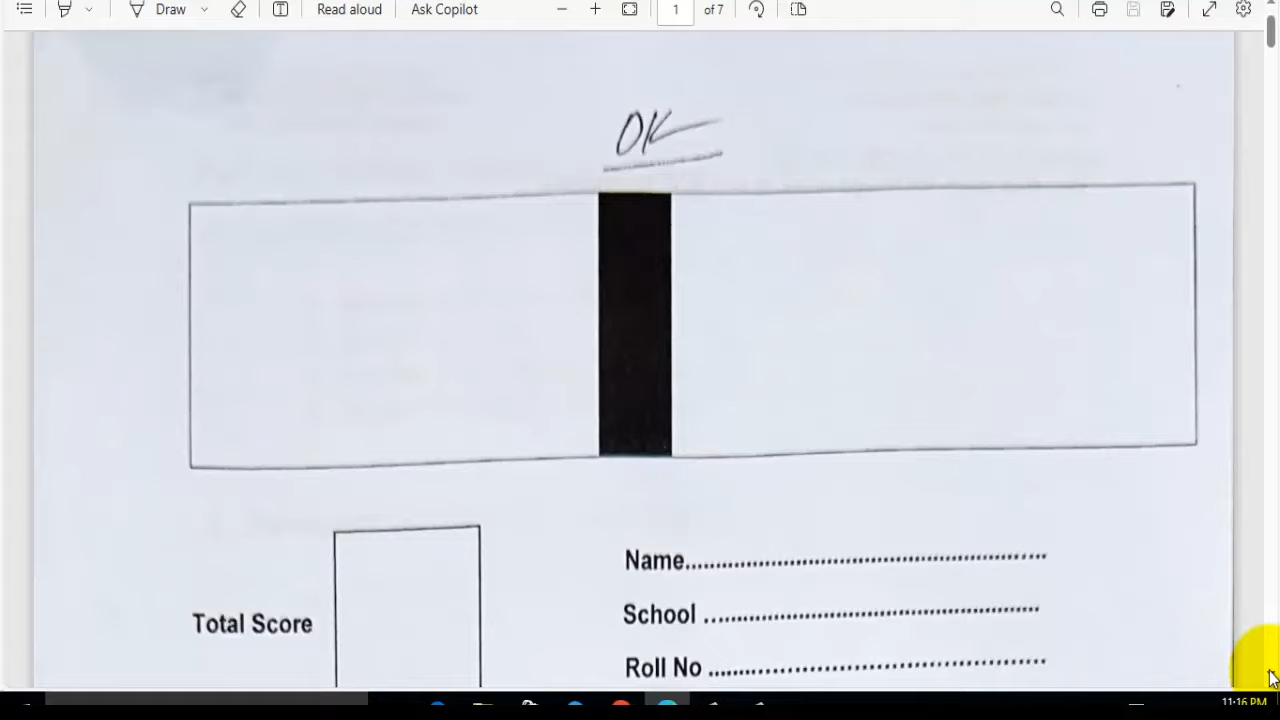 Draw
Read aloud
Ask Copilot
1
of 7
OK
Name..............................................................
School ..........................................................
Roll No ..........................................................
Total Score
11:16 PM